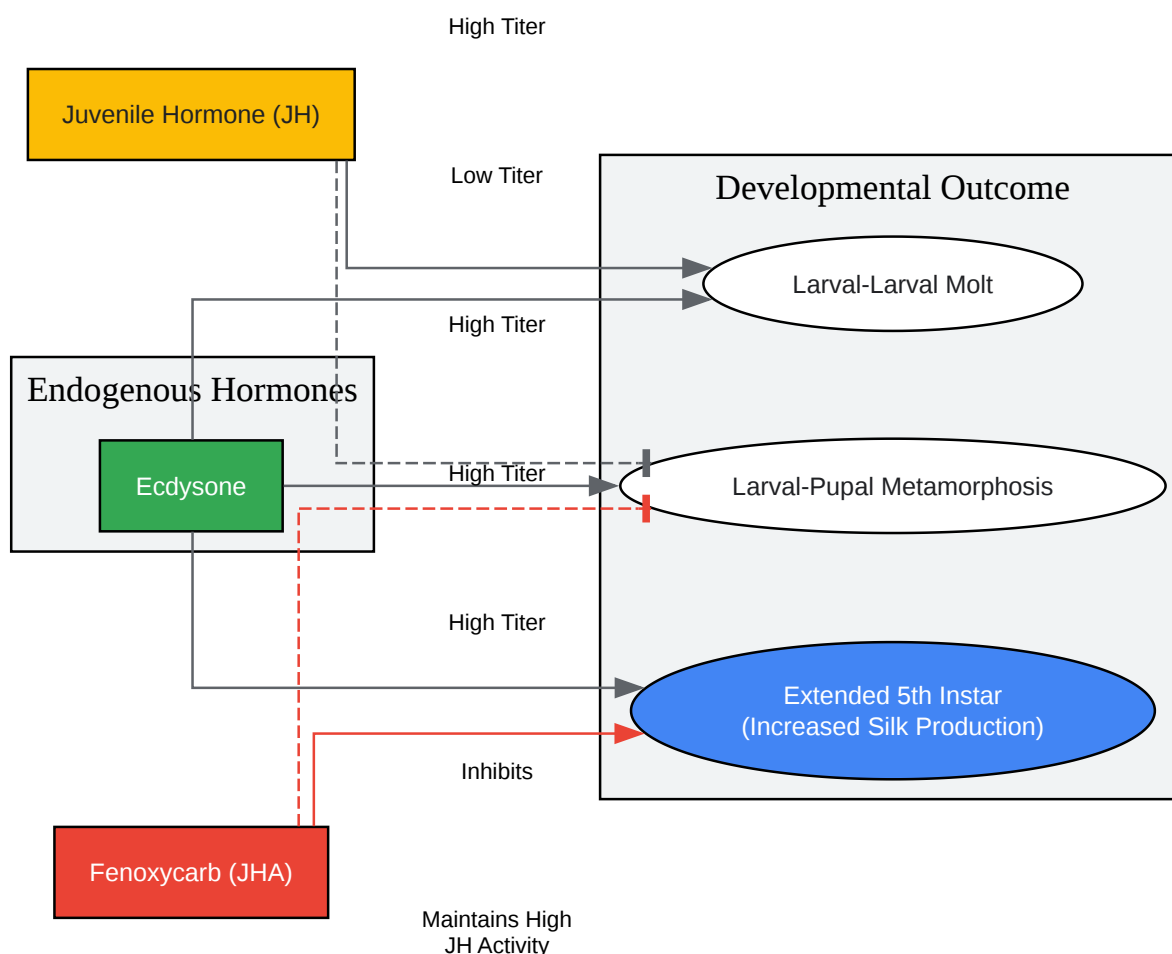 High Titer
Juvenile Hormone (JH)
Low Titer
Developmental Outcome
Larval-Larval Molt
High Titer
Endogenous Hormones
Ecdysone
High Titer
Larval-Pupal Metamorphosis
High Titer
Extended 5th Instar
(Increased Silk Production)
Inhibits
Fenoxycarb (JHA)
Maintains High
JH Activity